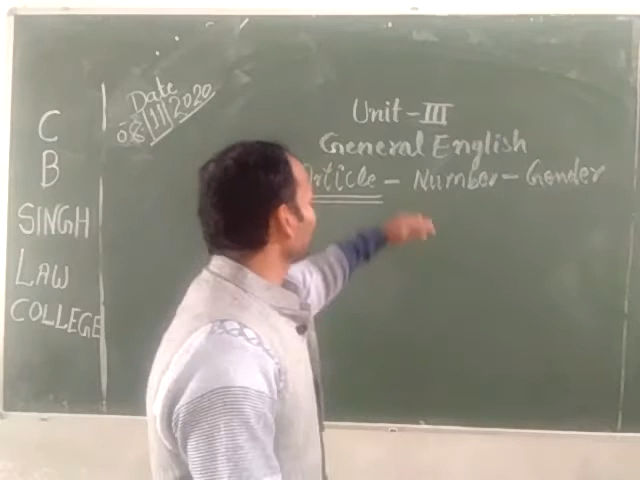 C
B
SINGH
LAW
COLLEGE
Date
08/11/2020
Unit-III
General English
Article - Number - Gender